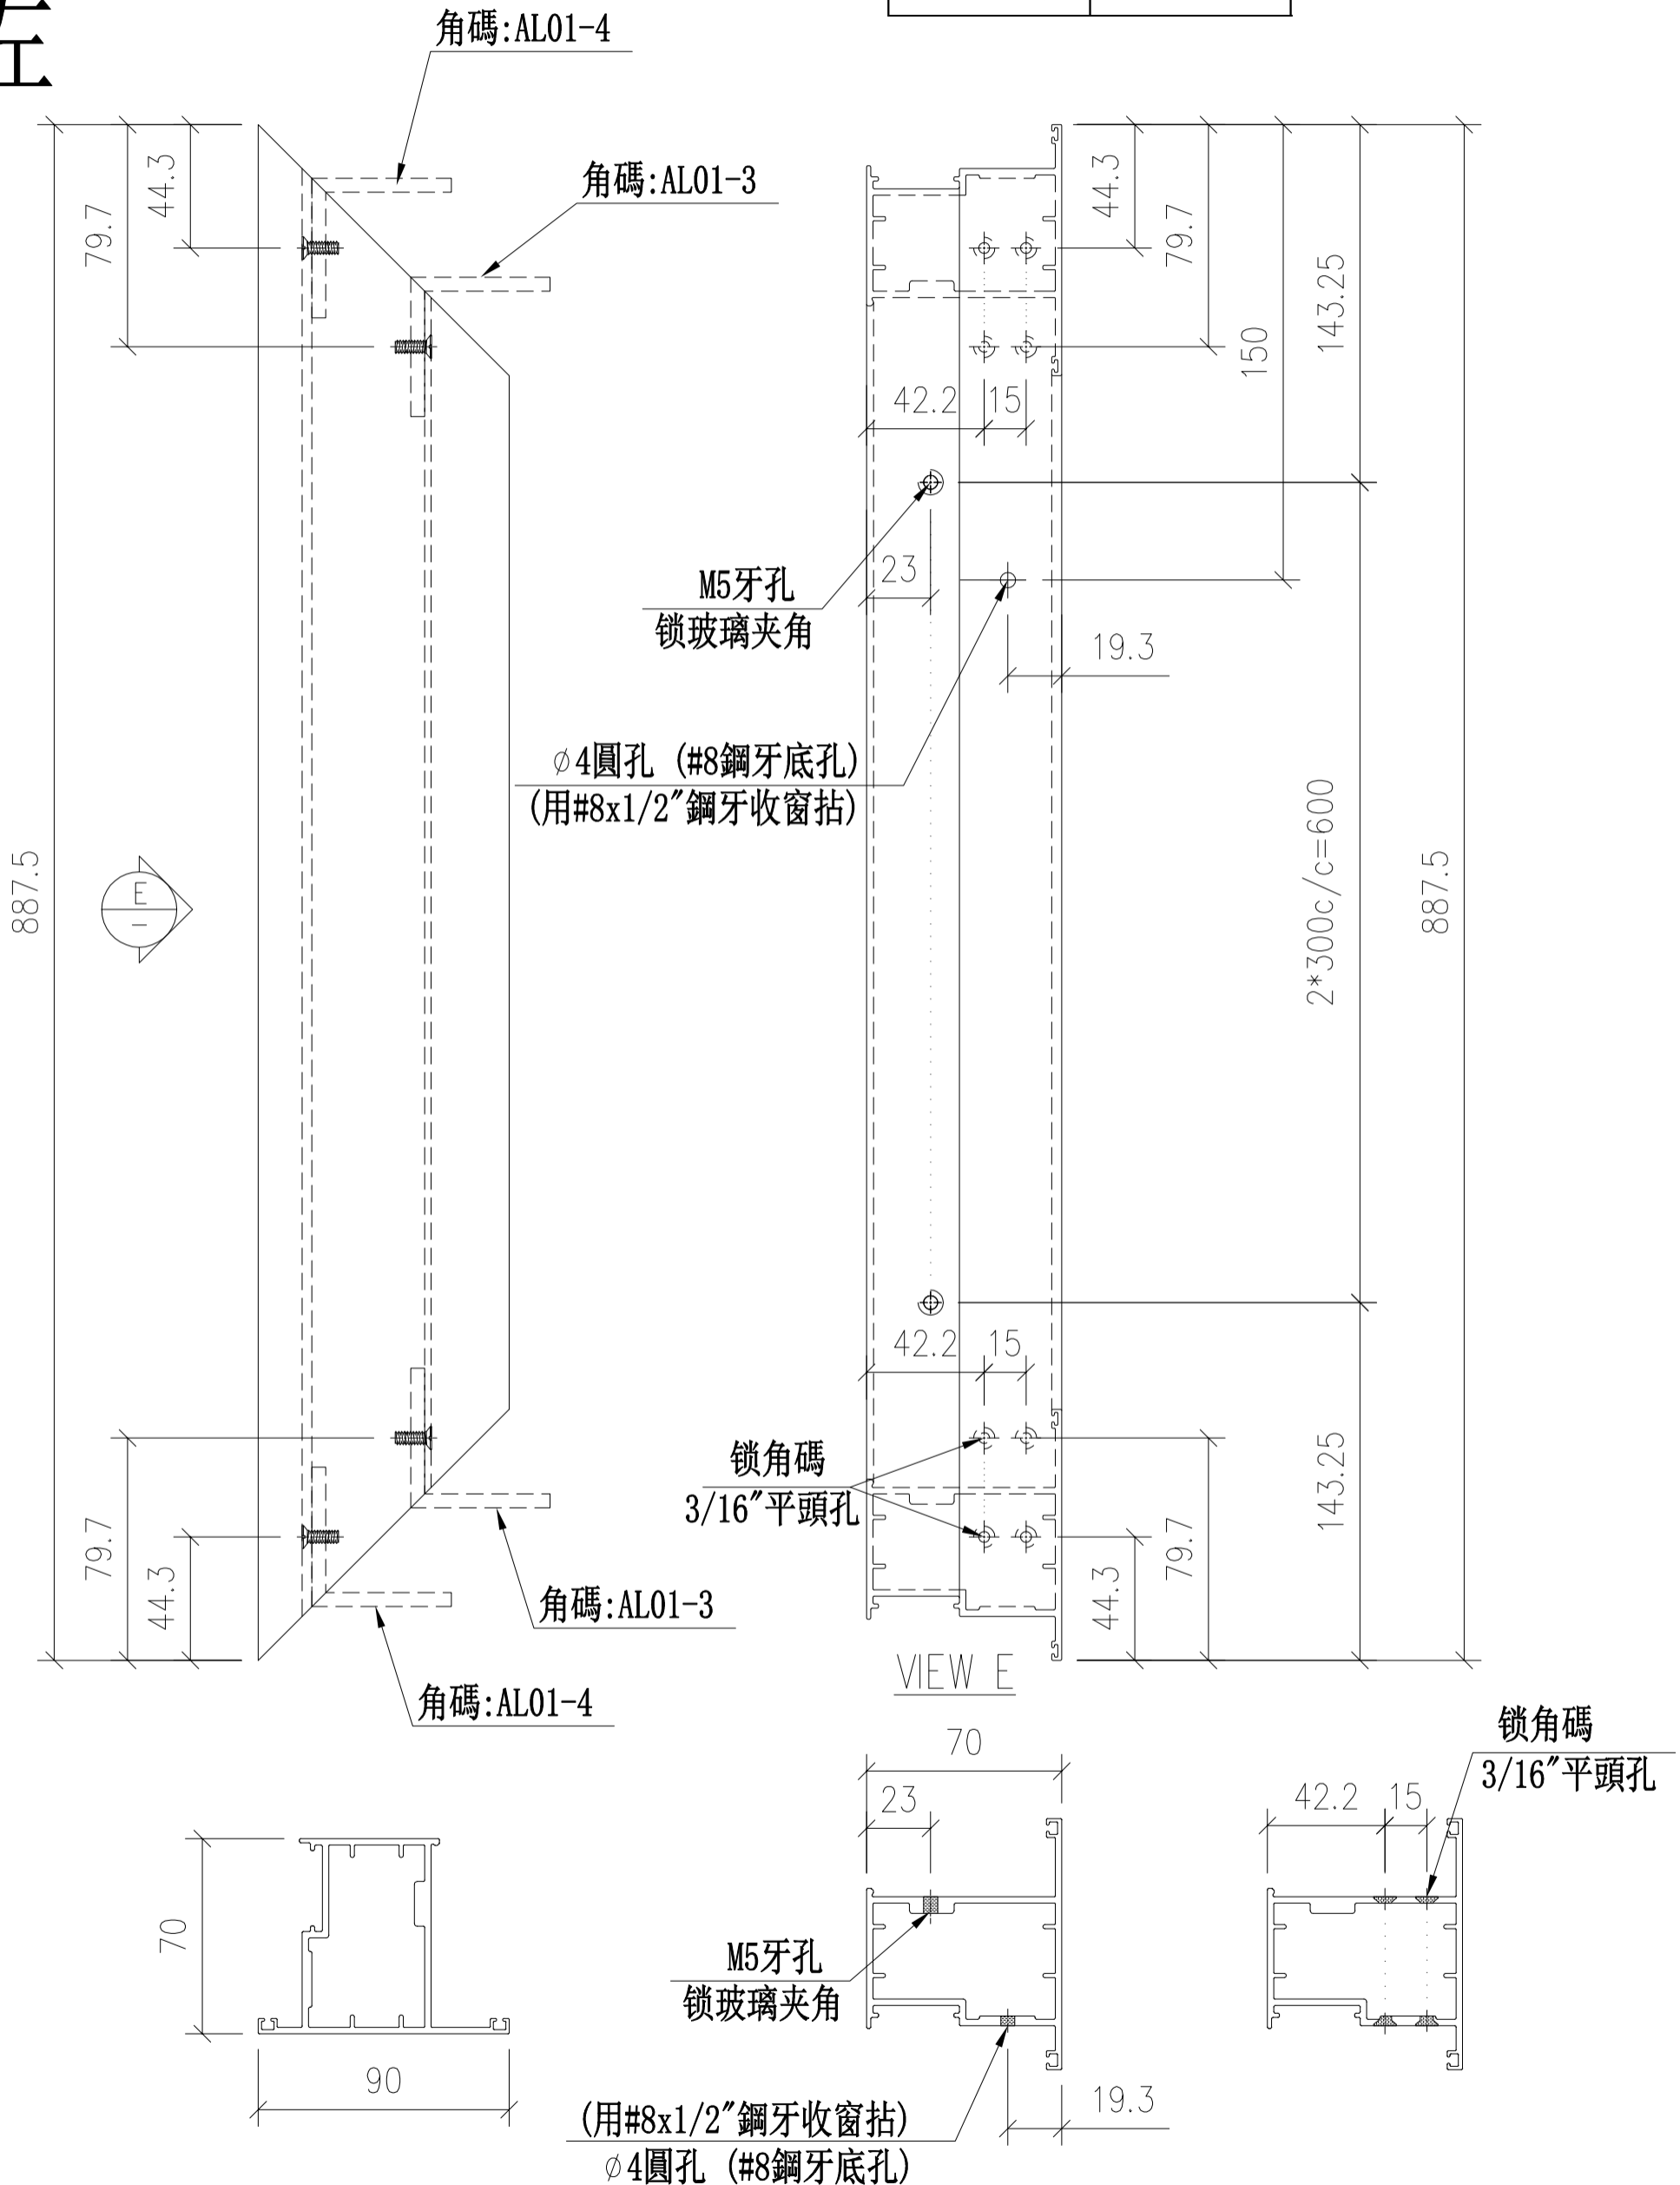 左
角碼:AL01-4
角碼:AL01-3
44.3
79.7
887.5
E
-
79.7
44.3
角碼:AL01-3
角碼:AL01-4
44.3
79.7
143.25
150
42.2
15
M5牙孔
锁玻璃夹角
23
19.3
∅4圓孔 (#8鋼牙底孔)
(用#8x1/2"鋼牙收窗拈)
2*300c/c=600
887.5
42.2
15
锁角碼
3/16"平頭孔
143.25
79.7
44.3
VIEW E
70
23
42.2
15
锁角碼
3/16"平頭孔
70
90
M5牙孔
锁玻璃夹角
19.3
(用#8x1/2"鋼牙收窗拈)
∅4圓孔 (#8鋼牙底孔)